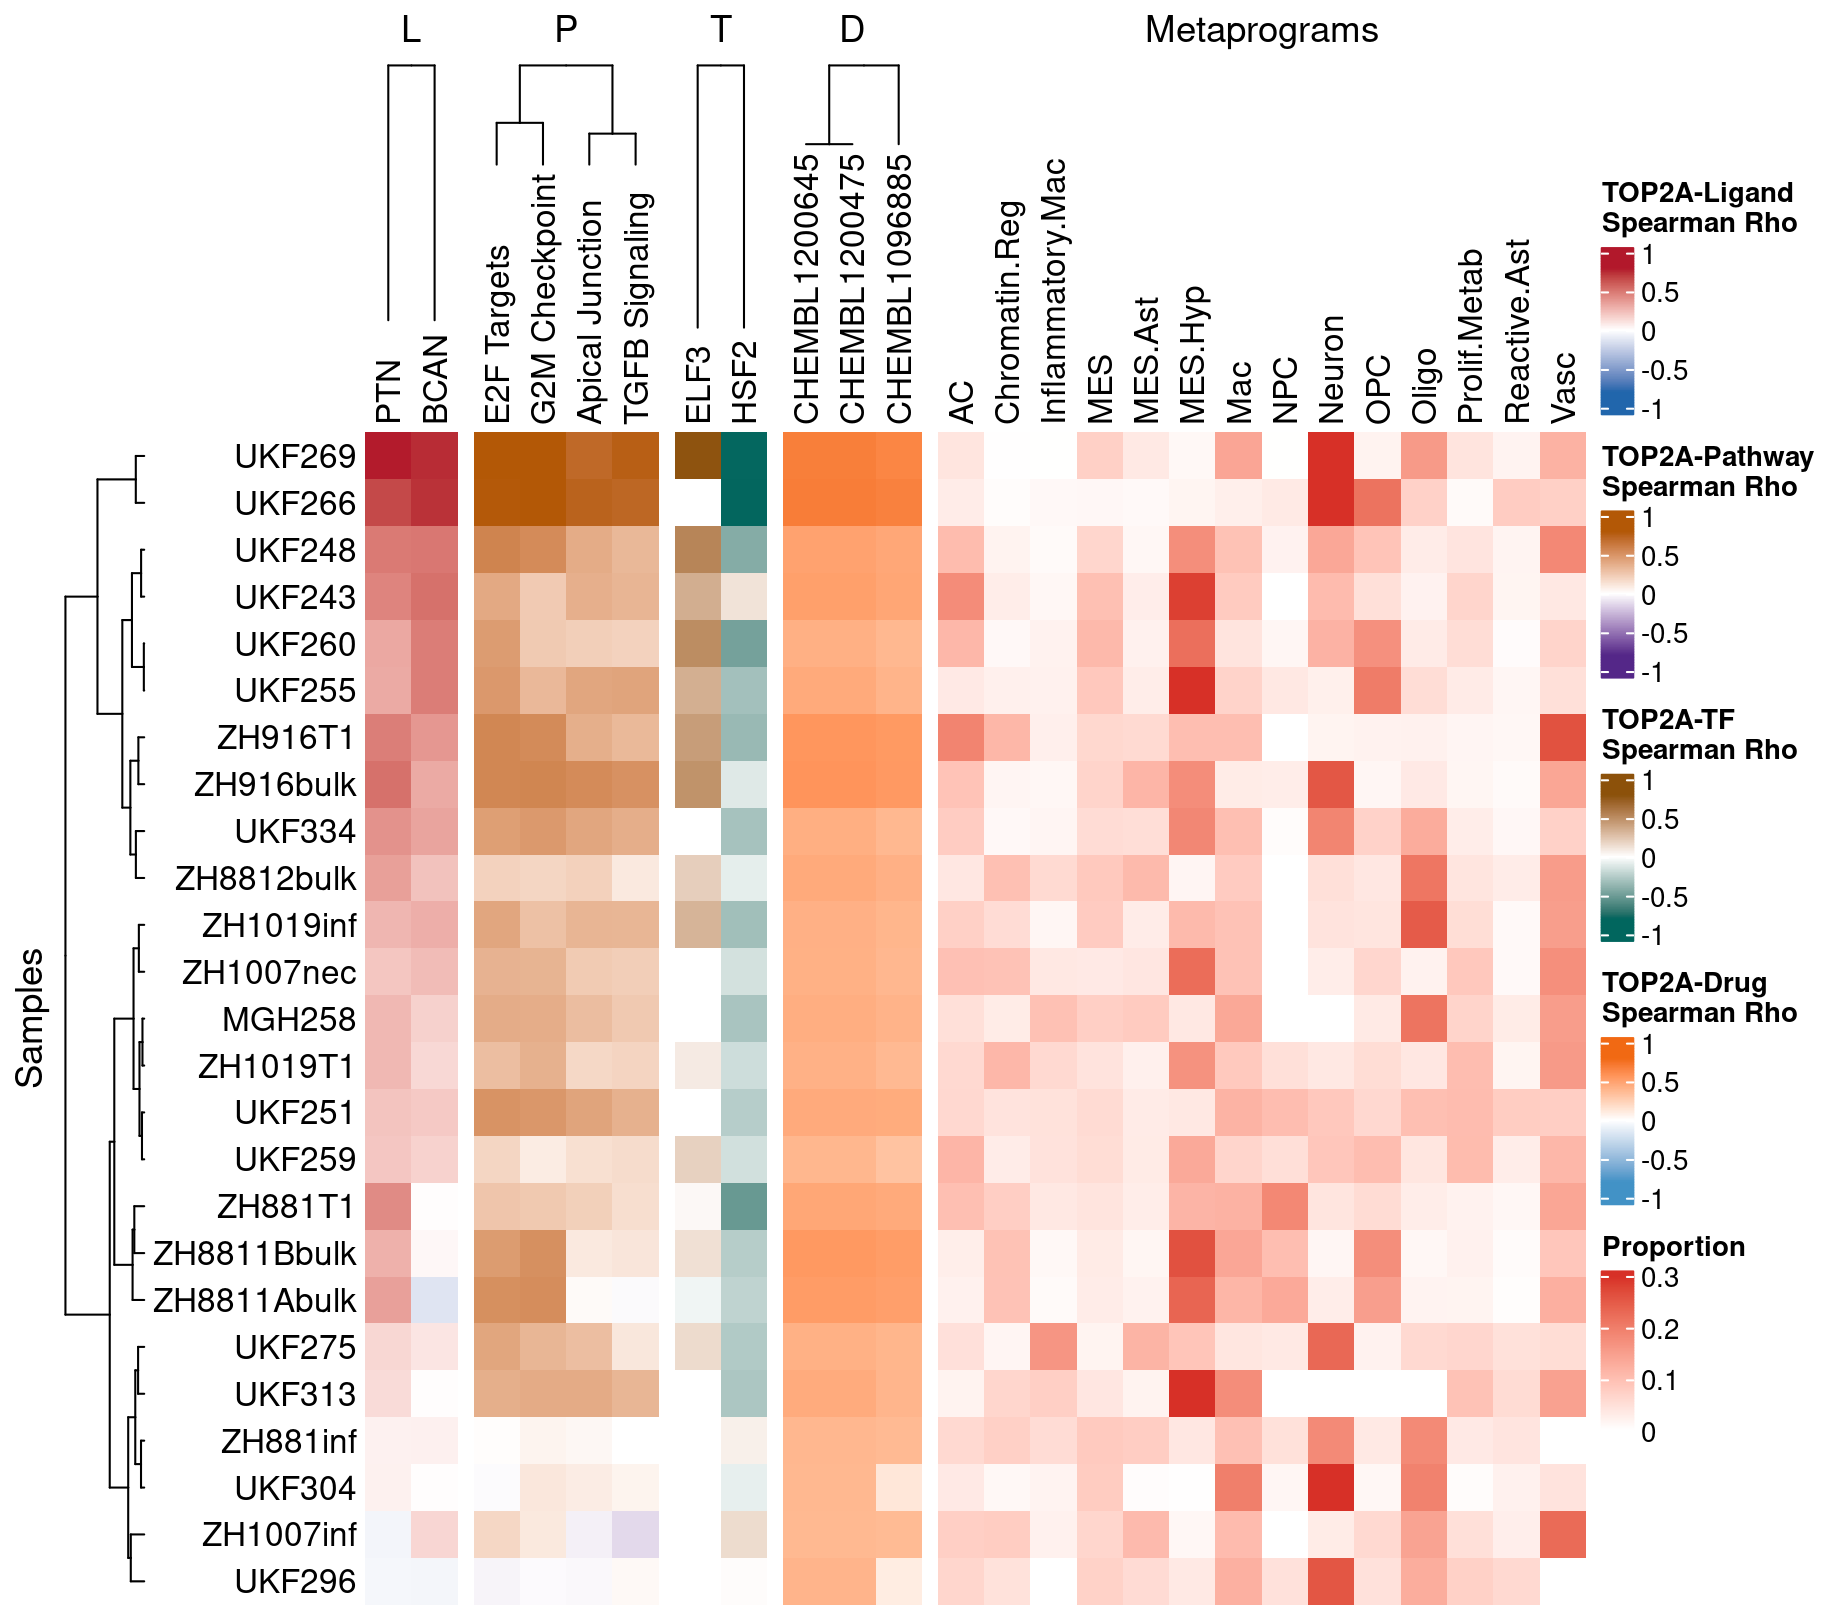 L P T D Metaprograms
PTN
BCAN
E2F Targets
G2M Checkpoint
Apical Junction
TGFB Signaling
ELF3
HSF2
CHEMBL1200645
CHEMBL1200475
CHEMBL1096885
AC
Chromatin.Reg
Inflammatory.Mac
MES
MES.Ast
MES.Hyp
Mac
NPC
Neuron
OPC
Oligo
Prolif.Metab
Reactive.Ast
Vasc
Samples
UKF269
UKF266
UKF248
UKF243
UKF260
UKF255
ZH916T1
ZH916bulk
UKF334
ZH8812bulk
ZH1019inf
ZH1007nec
MGH258
ZH1019T1
UKF251
UKF259
ZH881T1
ZH8811Bbulk
ZH8811Abulk
UKF275
UKF313
ZH881inf
UKF304
ZH1007inf
UKF296
TOP2A-Ligand
Spearman Rho
1
0.5
0
-0.5
-1
TOP2A-Pathway
Spearman Rho
1
0.5
0
-0.5
-1
TOP2A-TF
Spearman Rho
1
0.5
0
-0.5
-1
TOP2A-Drug
Spearman Rho
1
0.5
0
-0.5
-1
Proportion
0.3
0.2
0.1
0